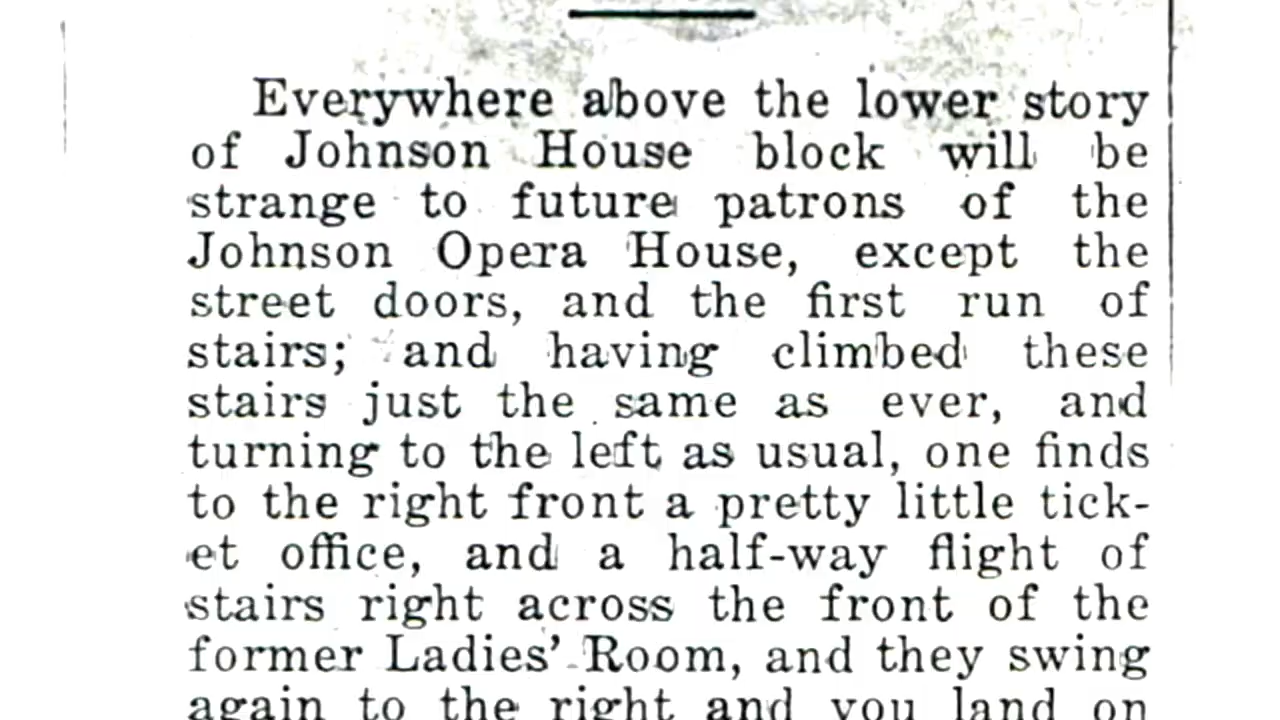 Everywhere above the lower story
of Johnson House block will be
strange to future patrons of the
Johnson Opera House, except the
street doors, and the first run of
stairs; and having climbed these
stairs just the same as ever, and
turning to the left as usual, one finds
to the right front a pretty little tick-
et office, and a half-way flight of
stairs right across the front of the
former Ladies' Room, and they swing
again to the right and you land on